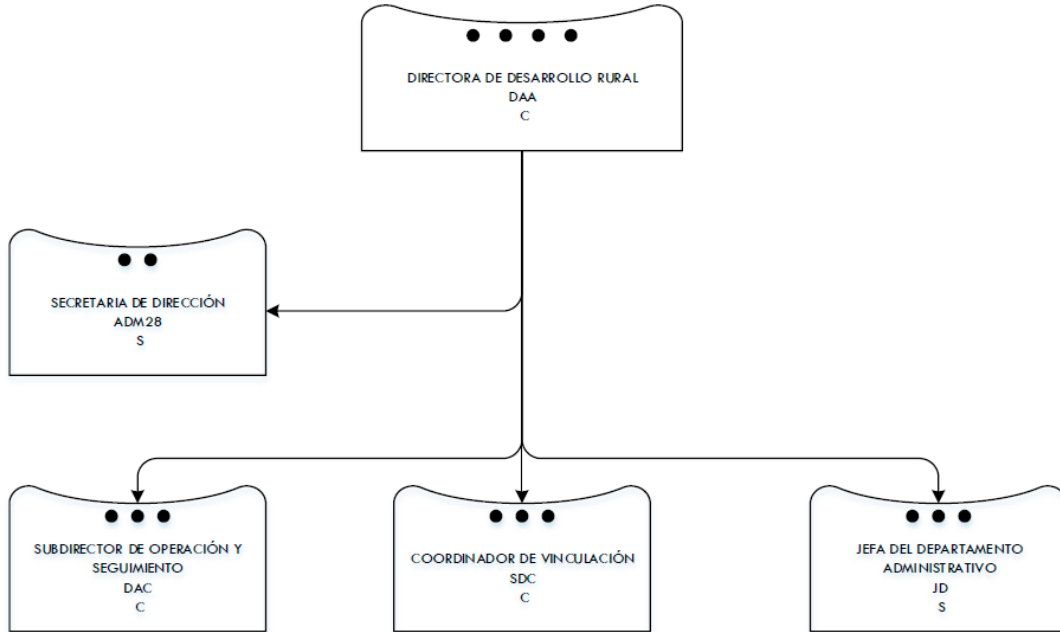 DIRECTORA DE DESARROLLO RURAL
DAA
C
SECRETARIA DE DIRECCIÓN
ADM28
S
SUBDIRECTOR DE OPERACIÓN Y
SEGUIMIENTO
DAC
C
COORDINADOR DE VINCULACIÓN
SDC
C
JEFA DEL DEPARTAMENTO
ADMINISTRATIVO
JD
S